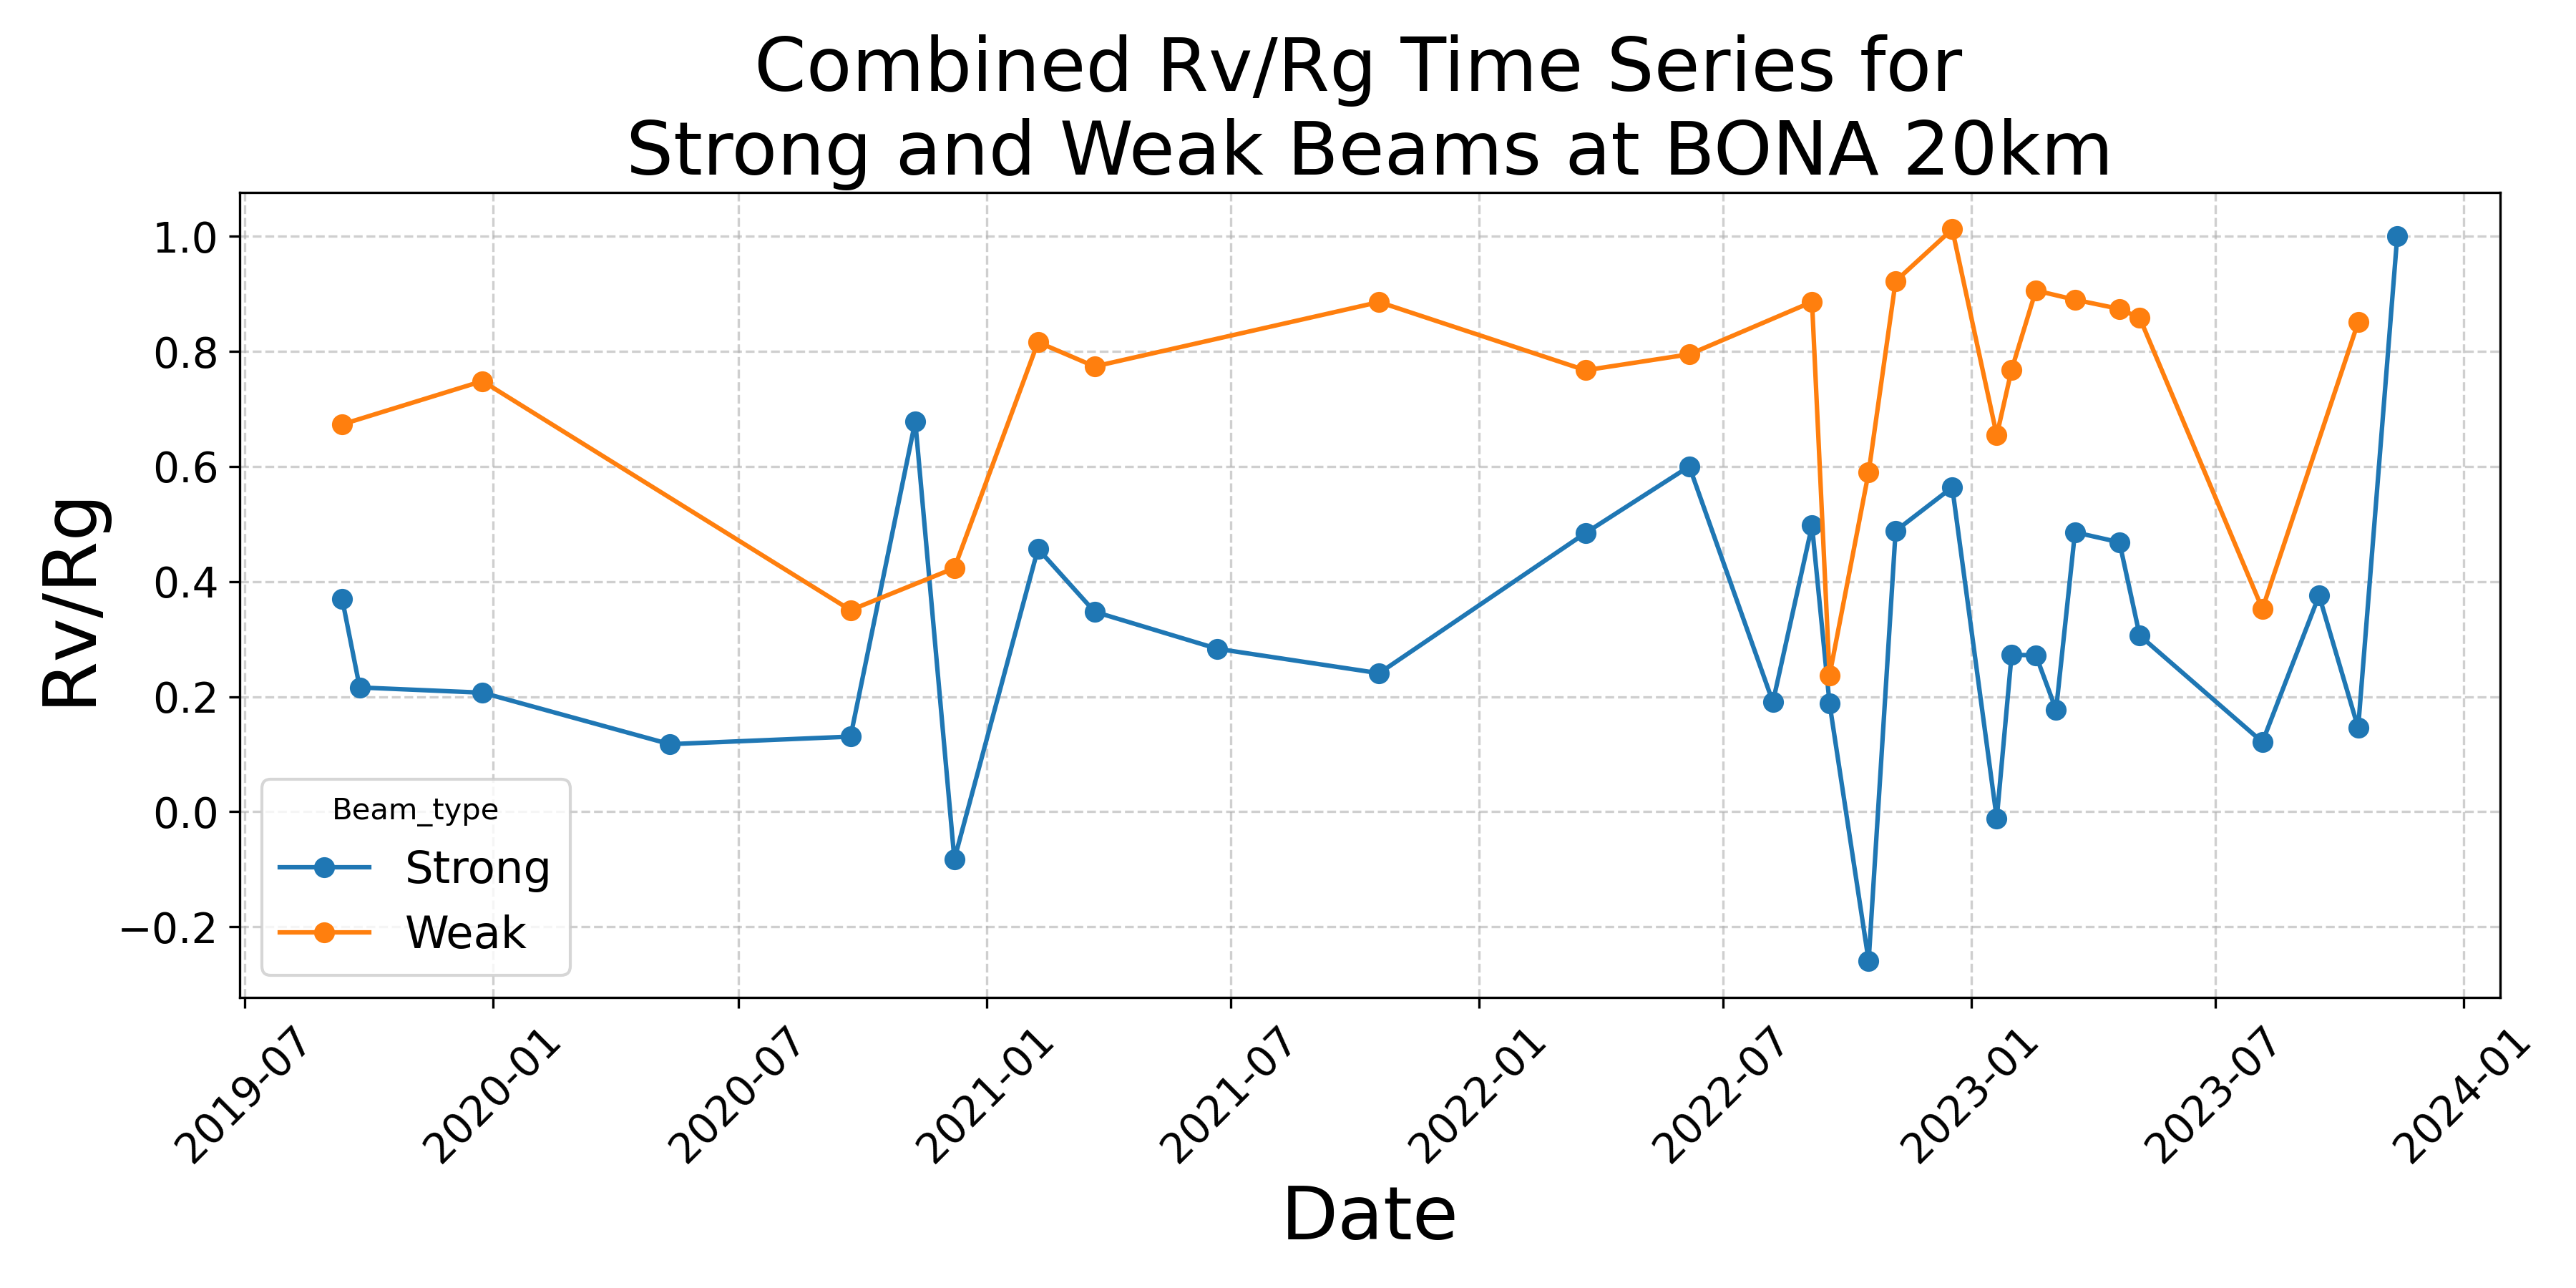 Combined Rv/Rg Time Series for
Strong and Weak Beams at BONA 20km
Rv/Rg
1.0
0.8
0.6
0.4
0.2
0.0
−0.2
Beam_type
Strong
Weak
2019-07
2020-01
2020-07
2021-01
2021-07
2022-01
2022-07
2023-01
2023-07
2024-01
Date